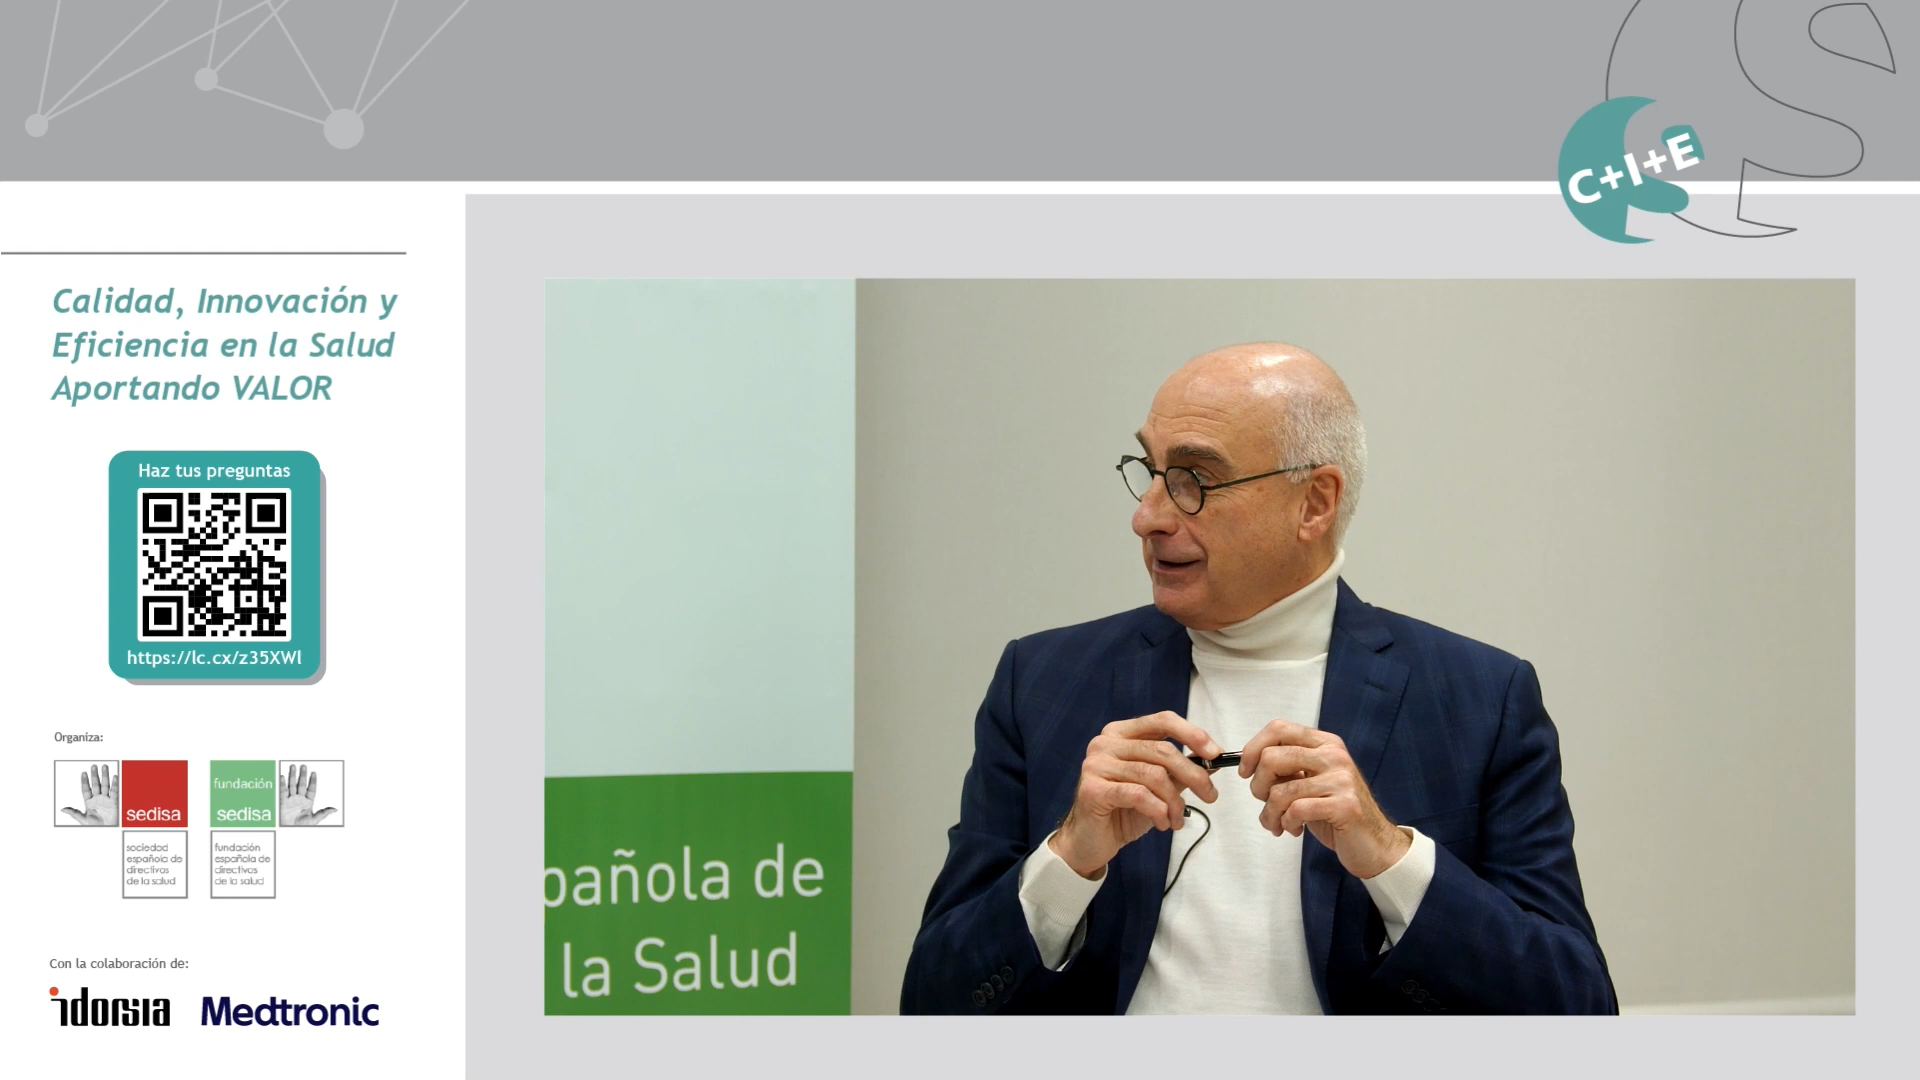 C+I+E
Calidad, Innovación y
Eficiencia en la Salud
Aportando VALOR
Haz tus preguntas
https://lc.cx/z35XWl
Organiza:
sedisa
sociedad
española de
directivos
de la salud
fundación
sedisa
fundación
española de
directivos
de la salud
Con la colaboración de:
idorsia
Medtronic
pañola de
la Salud